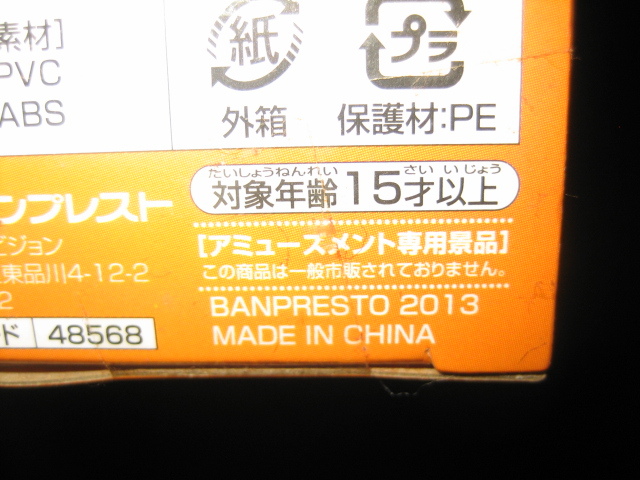 素材]
PVC
ABS
紙
外箱
プラ
保護材:PE
たいしょうねんれい さい いじょう
対象年齢15才以上
ンプレスト
ビジョン
東品川4-12-2
2
ド 48568
[アミューズメント専用景品]
この商品は一般市販されておりません。
BANPRESTO 2013
MADE IN CHINA